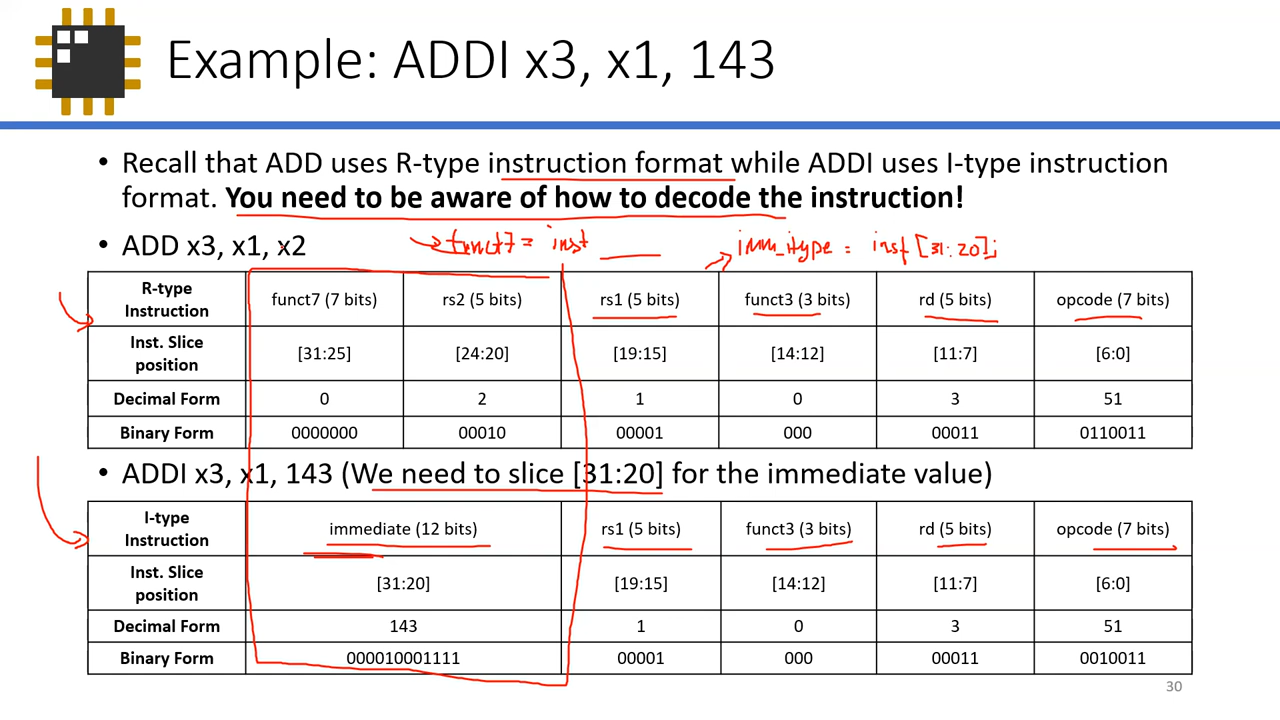 Example: ADDI x3, x1, 143
• Recall that ADD uses R-type instruction format while ADDI uses I-type instruction
format. You need to be aware of how to decode the instruction!
• ADD x3, x1, x2
funct7 = inst ____
imm_itype = inst [31:20];
R-type Instruction funct7 (7 bits) rs2 (5 bits) rs1 (5 bits) funct3 (3 bits) rd (5 bits) opcode (7 bits)
Inst. Slice position [31:25] [24:20] [19:15] [14:12] [11:7] [6:0]
Decimal Form 0 2 1 0 3 51
Binary Form 0000000 00010 00001 000 00011 0110011
• ADDI x3, x1, 143 (We need to slice [31:20] for the immediate value)
I-type Instruction immediate (12 bits) rs1 (5 bits) funct3 (3 bits) rd (5 bits) opcode (7 bits)
Inst. Slice position [31:20] [19:15] [14:12] [11:7] [6:0]
Decimal Form 143 1 0 3 51
Binary Form 000010001111 00001 000 00011 0010011
30